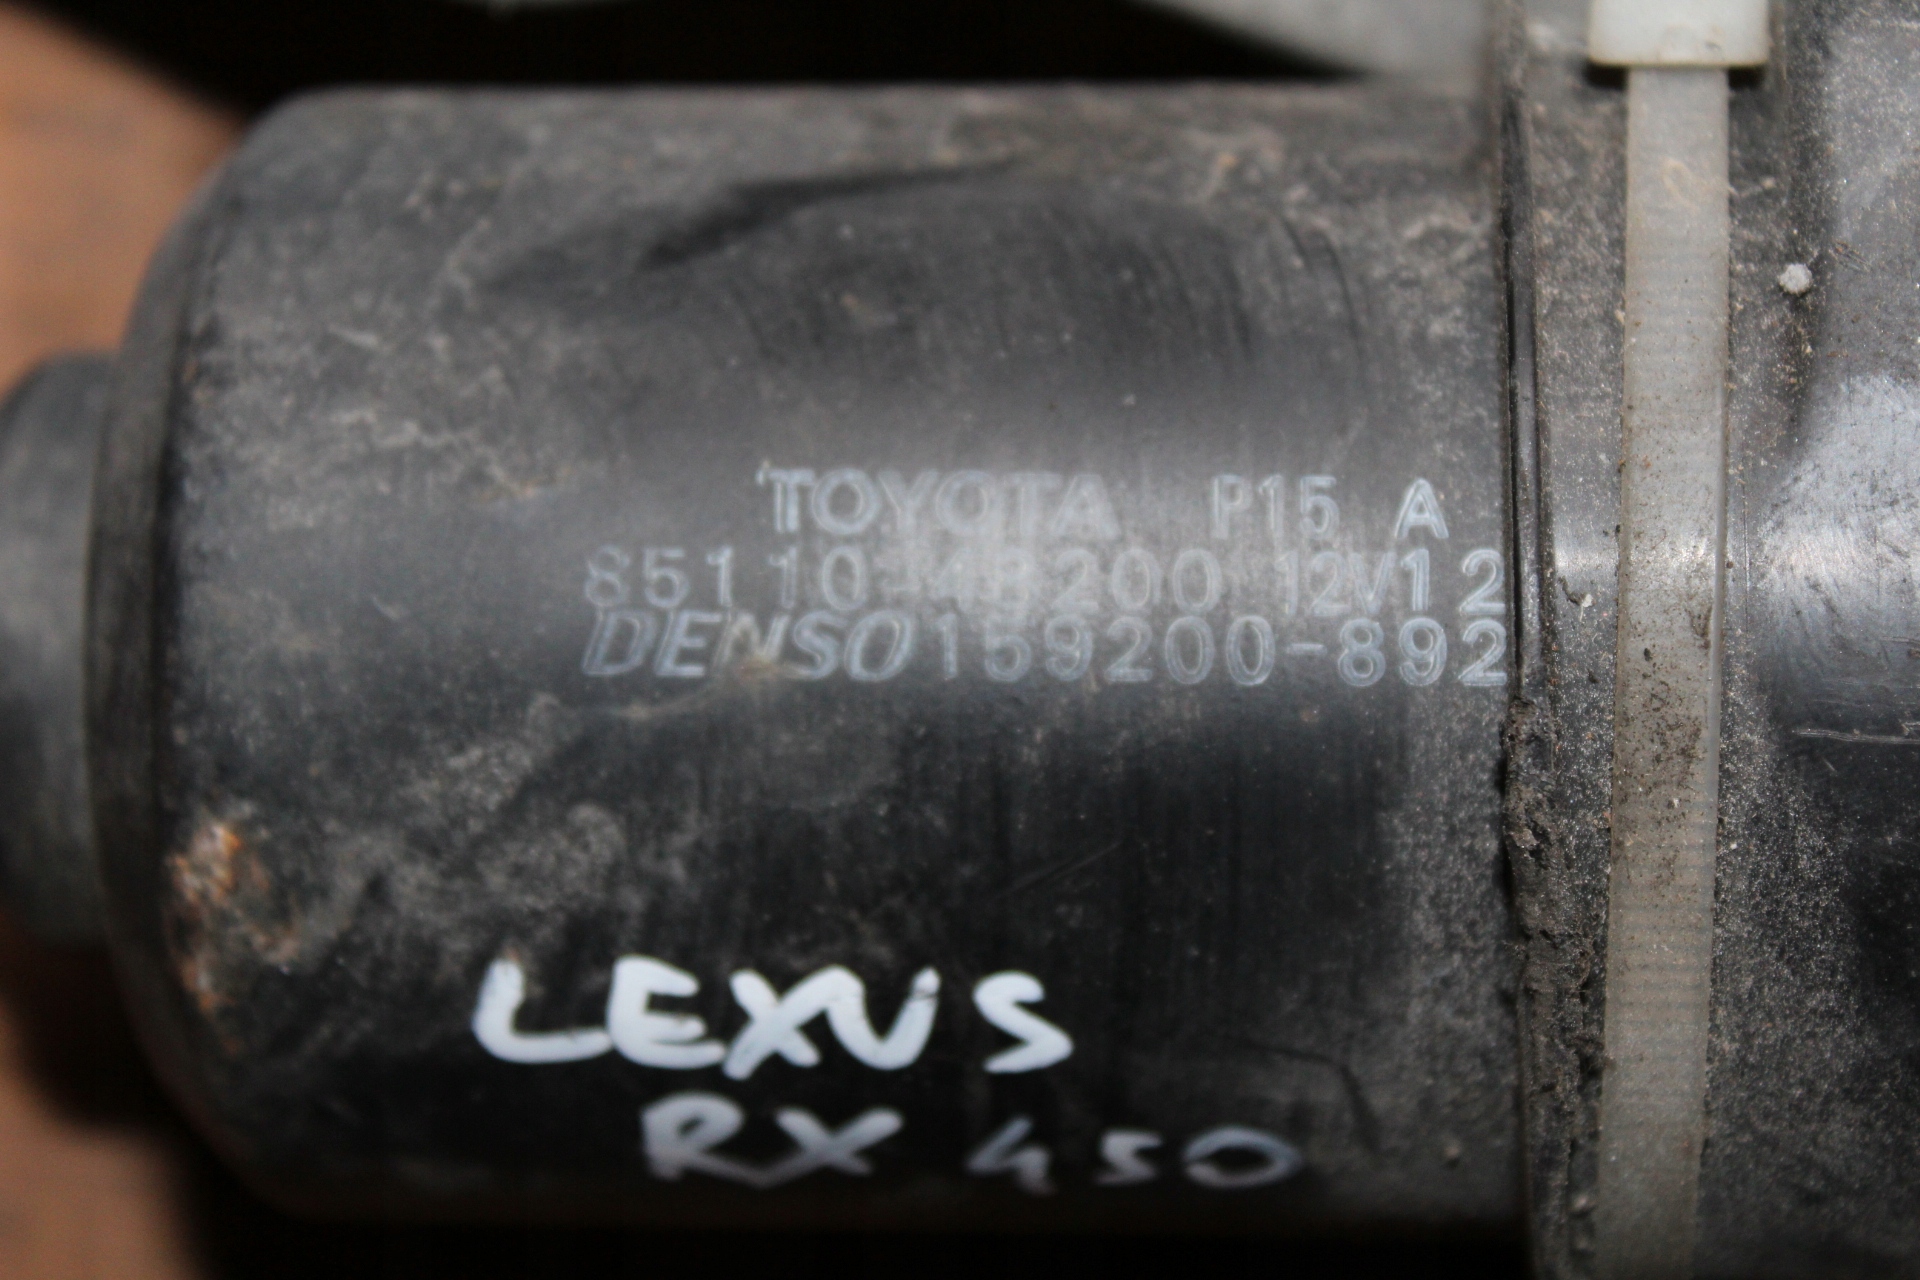 TOYOTA P15 A
85110-48200 12V12
DENSO 159200-892
LEXUS
RX 450